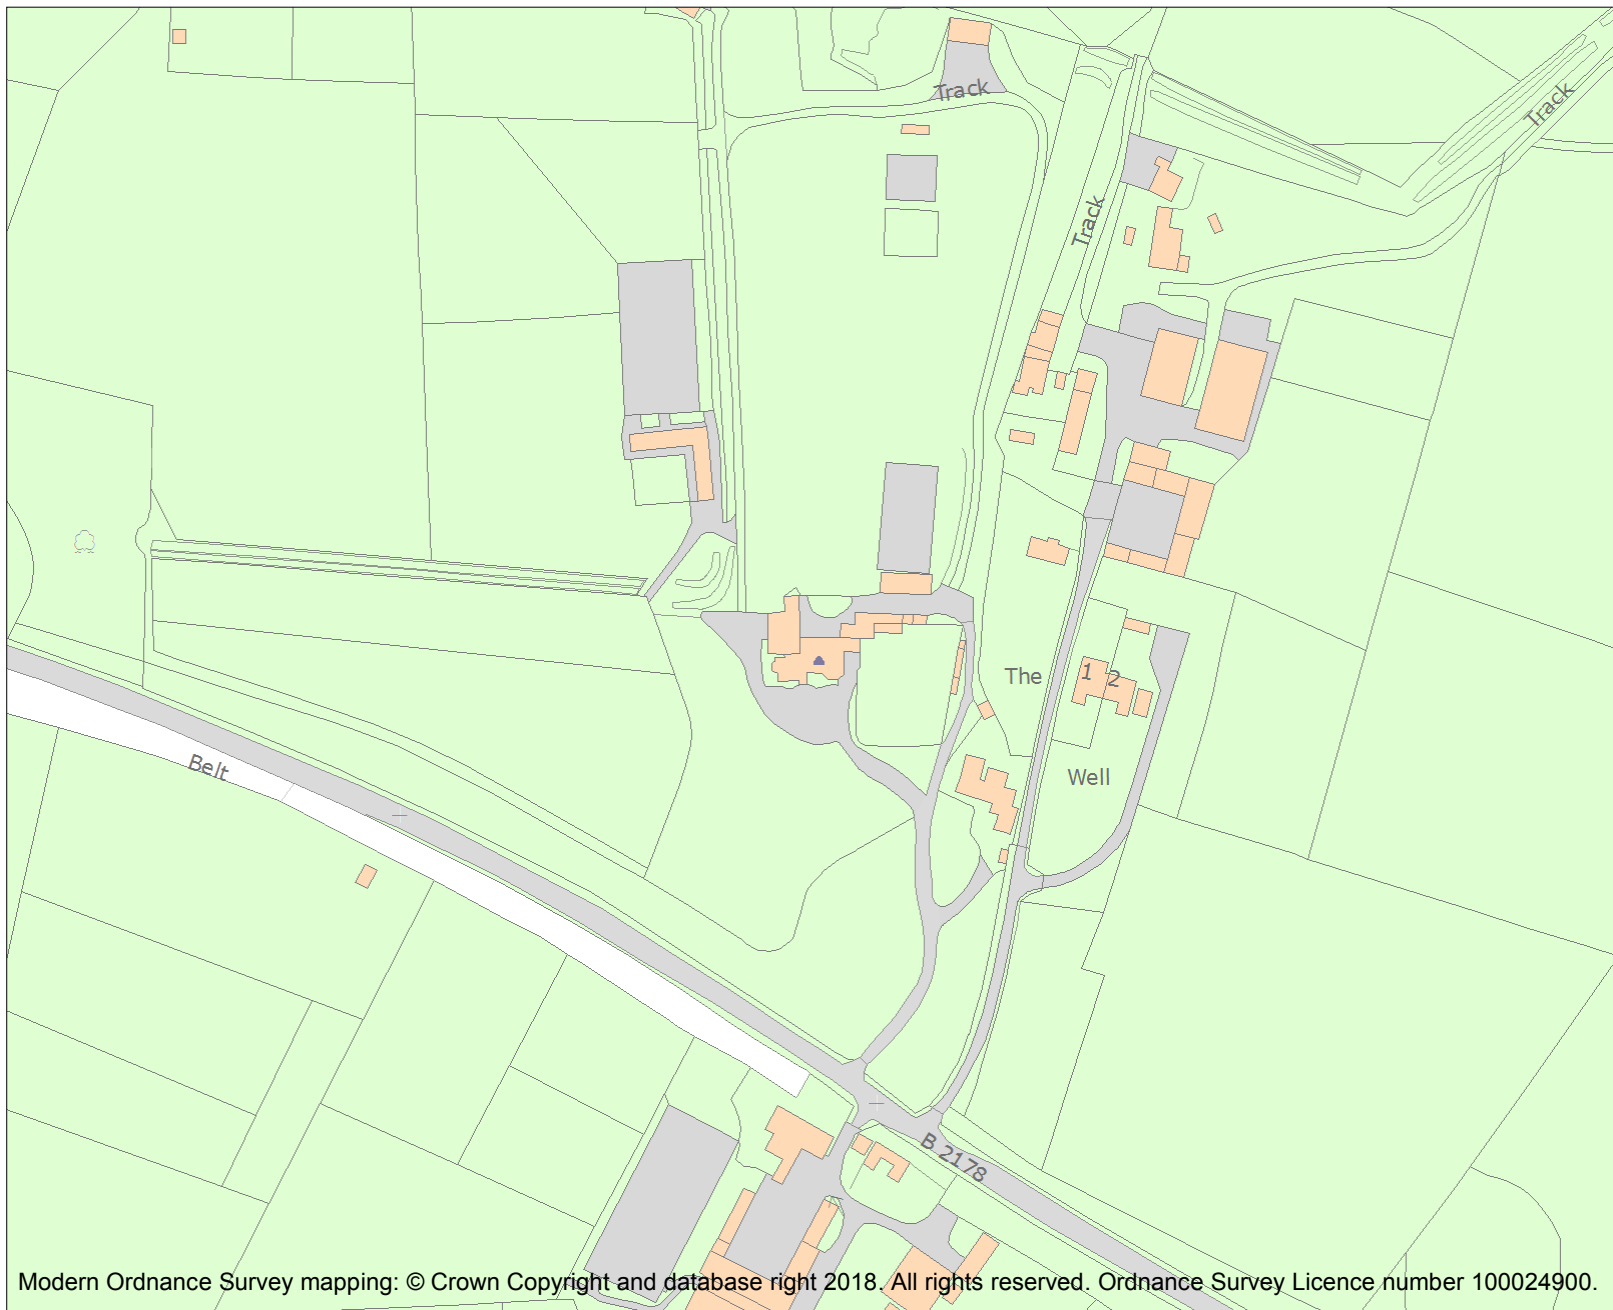 Track
Track
Track
The
1
2
Well
Belt
B 2178
Modern Ordnance Survey mapping: © Crown Copyright and database right 2018. All rights reserved. Ordnance Survey Licence number 100024900.